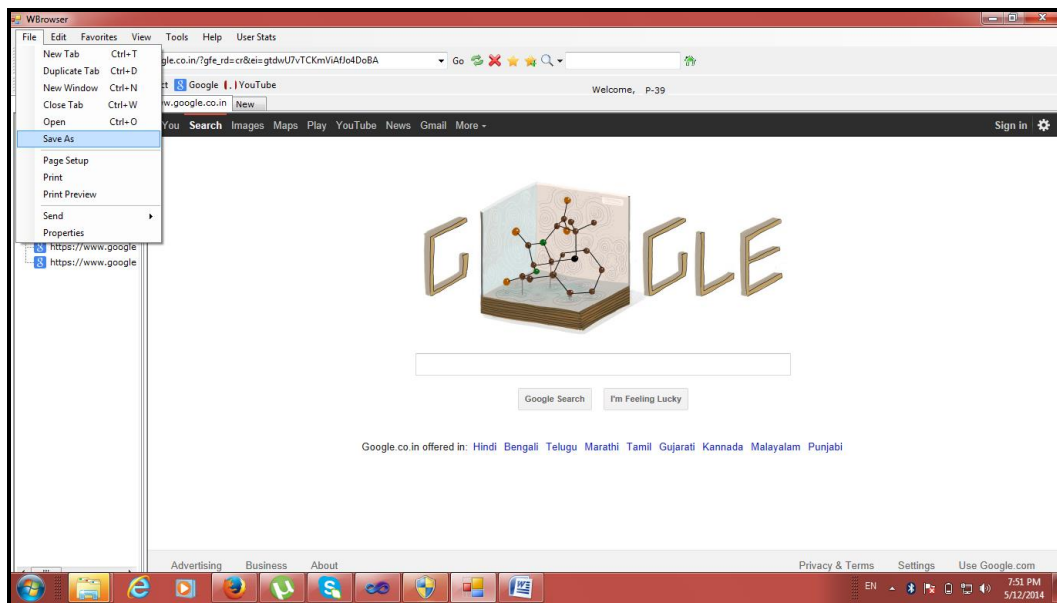 WBrowser
File Edit Favorites View Tools Help User Stats
New Tab Ctrl+T
gle.co.in/?gfe_rd=cr&ei=gtdwU7vTCKmViAfJo4DoBA Go
Duplicate Tab Ctrl+D
New Window Ctrl+N
Google YouTube
Welcome, P-39
Close Tab Ctrl+W
w.google.co.in New
Open Ctrl+O
You Search Images Maps Play YouTube News Gmail More Sign in
Save As
Page Setup
Print
Print Preview
Send
Properties
https://www.google
https://www.google
G GLE
Google Search I'm Feeling Lucky
Google.co.in offered in: Hindi Bengali Telugu Marathi Tamil Gujarati Kannada Malayalam Punjabi
Advertising Business About Privacy & Terms Settings Use Google.com
EN 7:51 PM
5/12/2014